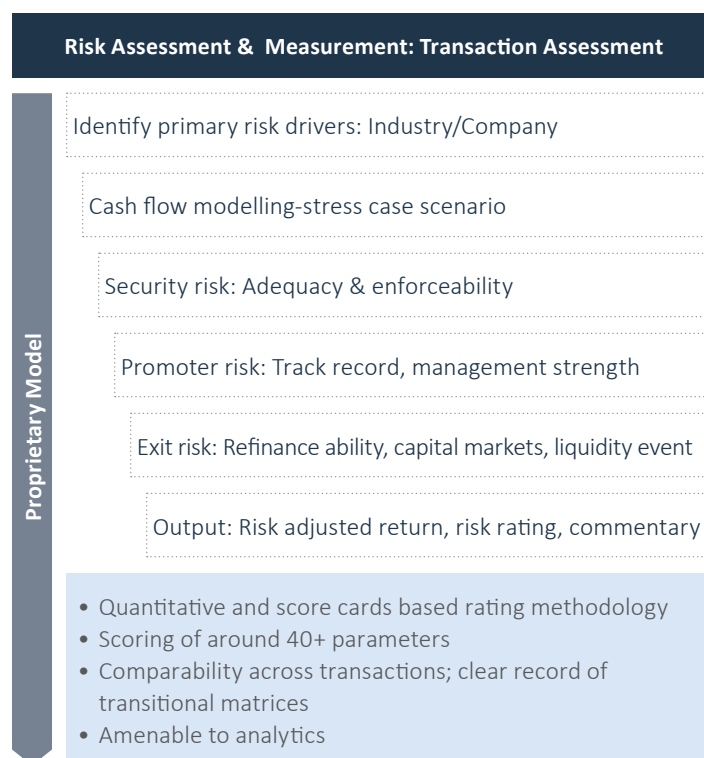 Risk Assessment &  Measurement: Transaction Assessment
Proprietary Model
Identify primary risk drivers: Industry/Company
Cash flow modelling-stress case scenario
Security risk: Adequacy & enforceability
Promoter risk: Track record, management strength
Exit risk: Refinance ability, capital markets, liquidity event
Output: Risk adjusted return, risk rating, commentary
• Quantitative and score cards based rating methodology
• Scoring of around 40+ parameters
• Comparability across transactions; clear record of
transitional matrices
• Amenable to analytics